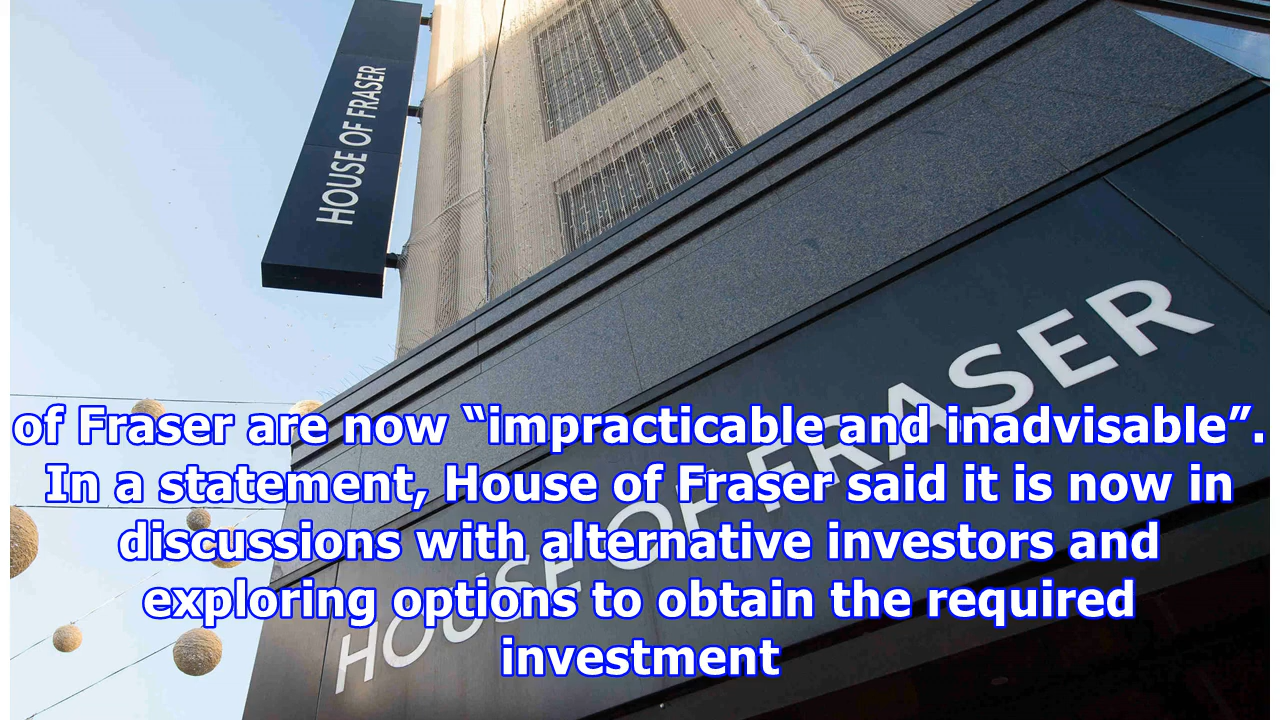 HOUSE OF FRASER
HOUSE OF FRASER
of Fraser are now “impracticable and inadvisable”.
In a statement, House of Fraser said it is now in
discussions with alternative investors and
exploring options to obtain the required
investment